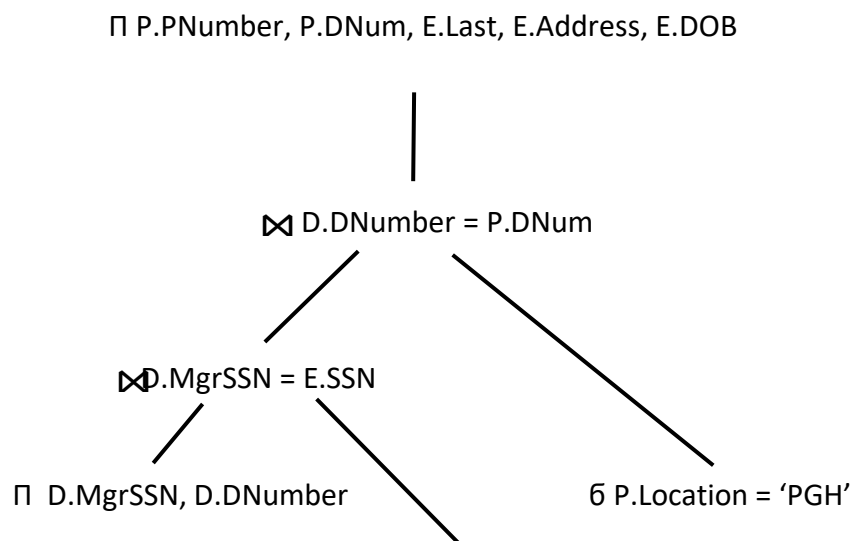 Π P.PNumber, P.DNum, E.Last, E.Address, E.DOB
⋈ D.DNumber = P.DNum
⋈D.MgrSSN = E.SSN
Π D.MgrSSN, D.DNumber
б P.Location = ‘PGH’